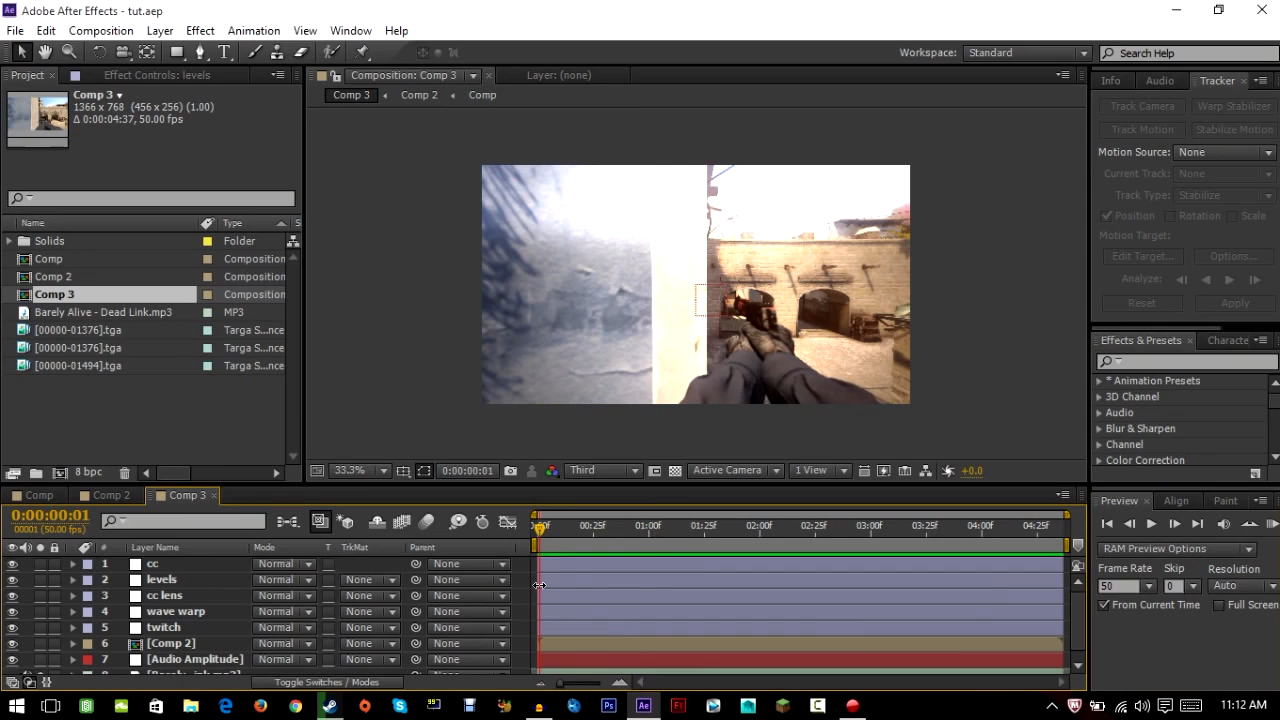 Adobe After Effects - tut.aep
File Edit Composition Layer Effect Animation View Window Help
Workspace: Standard Search Help
Project Effect Controls: levels
Composition: Comp 3 Layer: (none)
Info Audio Tracker
Comp 3
1366 x 768 (456 x 256) (1.00)
Δ 0:00:04:37, 50.00 fps
Comp 3 Comp 2 Comp
Track Camera Warp Stabilizer
Track Motion Stabilize Motion
Motion Source: None
Current Track: None
Track Type: Stabilize
Position Rotation Scale
Motion Target:
Edit Target... Options...
Analyze:
Reset Apply
Name Type S
Solids Folder
Comp Composition
Comp 2 Composition
Comp 3 Composition
Barely Alive - Dead Link.mp3 MP3
[00000-01376].tga Targa S...nce
[00000-01376].tga Targa S...nce
[00000-01494].tga Targa S...nce
8 bpc
33.3% 0:00:00:01 Third Active Camera 1 View +0.0
Effects & Presets Characte
* Animation Presets
3D Channel
Audio
Blur & Sharpen
Channel
Color Correction
Comp Comp 2 Comp 3
0:00:00:01
00001 (50.00 fps)
00:25f 01:00f 01:25f 02:00f 02:25f 03:00f 03:25f 04:00f 04:25f
# Layer Name Mode T TrkMat Parent
1 cc Normal None
2 levels Normal None None
3 cc lens Normal None None
4 wave warp Normal None None
5 twitch Normal None None
6 [Comp 2] Normal None None
7 [Audio Amplitude] Normal None None
Toggle Switches / Modes
Preview Align Paint
RAM Preview Options
Frame Rate Skip Resolution
50 0 Auto
From Current Time Full Screen
11:12 AM